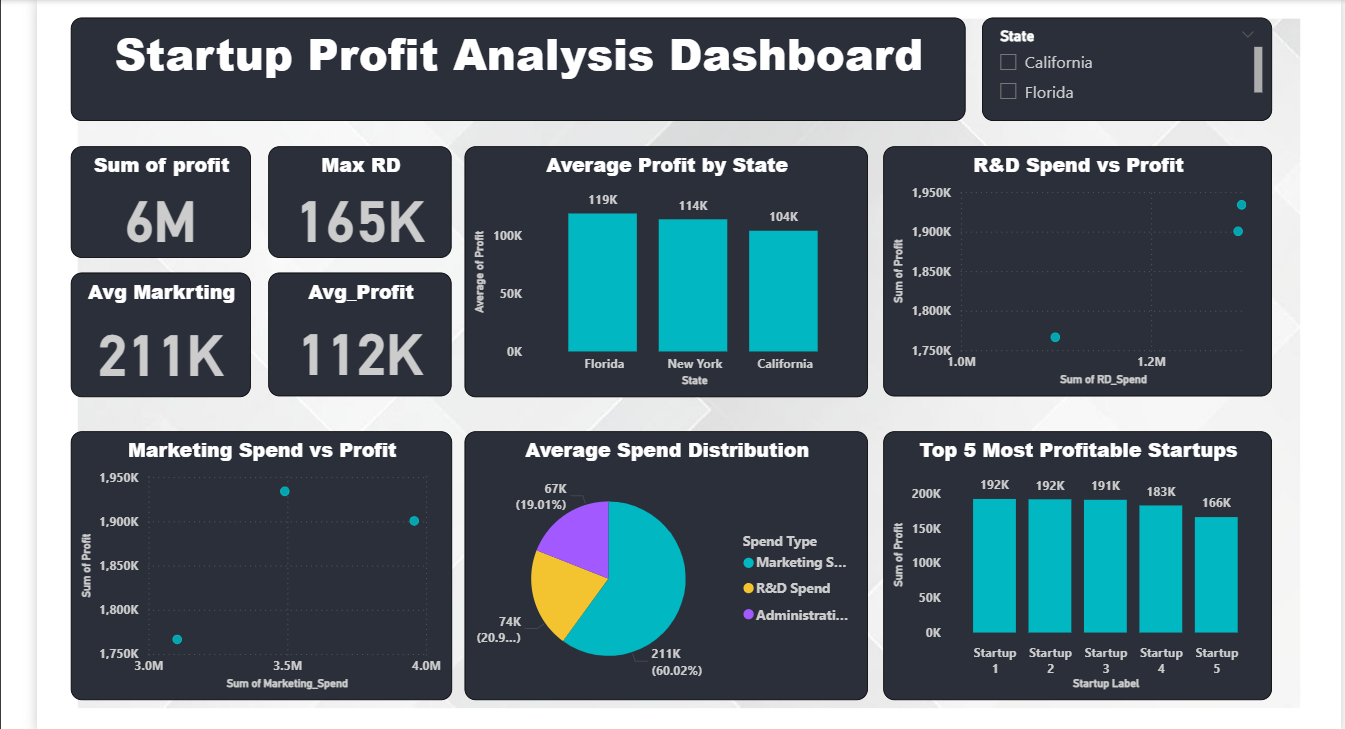 Startup Profit Analysis Dashboard
State
California
Florida
Sum of profit
6M
Max RD
165K
Avg Markrting
211K
Avg_Profit
112K
Average Profit by State
Average of Profit
100K
50K
0K
119K
114K
104K
Florida
New York
California
State
R&D Spend vs Profit
Sum of Profit
1,950K
1,900K
1,850K
1,800K
1,750K
1.0M
1.2M
Sum of RD_Spend
Marketing Spend vs Profit
Sum of Profit
1,950K
1,900K
1,850K
1,800K
1,750K
3.0M
3.5M
4.0M
Sum of Marketing_Spend
Average Spend Distribution
67K
(19.01%)
74K
(20.9...)
211K
(60.02%)
Spend Type
Marketing S...
R&D Spend
Administrati...
Top 5 Most Profitable Startups
Sum of Profit
200K
150K
100K
50K
0K
192K
192K
191K
183K
166K
Startup
1
Startup
2
Startup
3
Startup
4
Startup
5
Startup Label